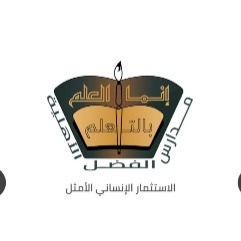 إنما العلم
بالتعلم
مدارس الفضل الأهلية
الاستثمار الإنساني الأمثل